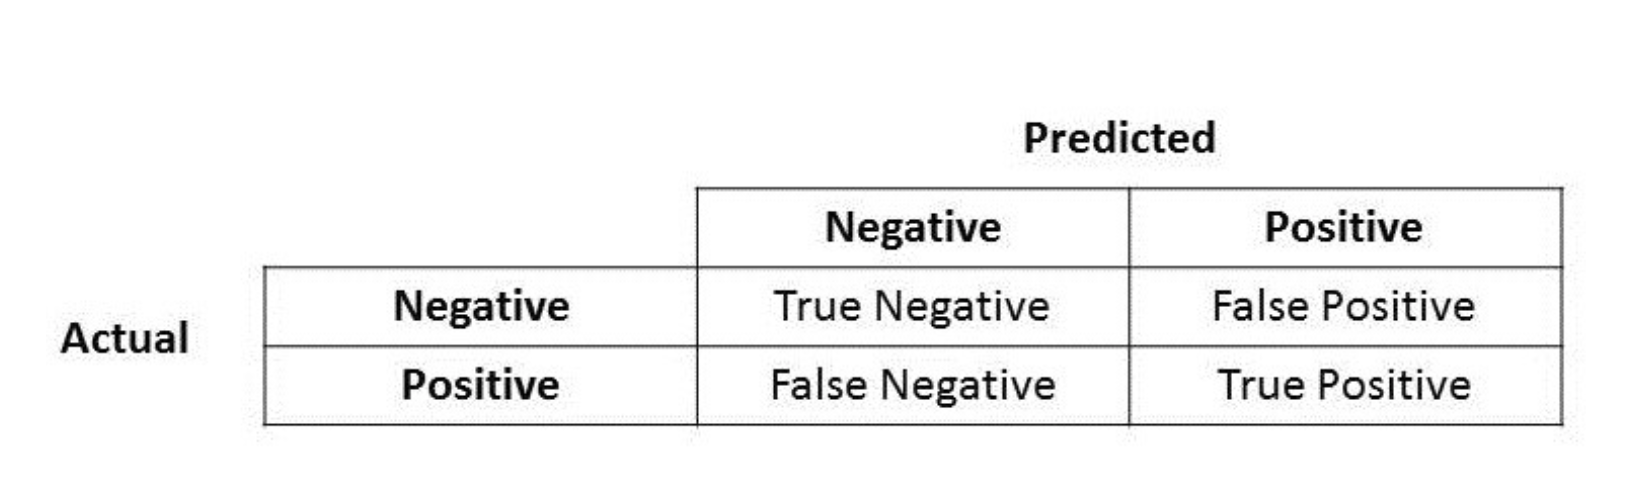 Predicted
Negative Positive
Actual
Negative True Negative False Positive
Positive False Negative True Positive